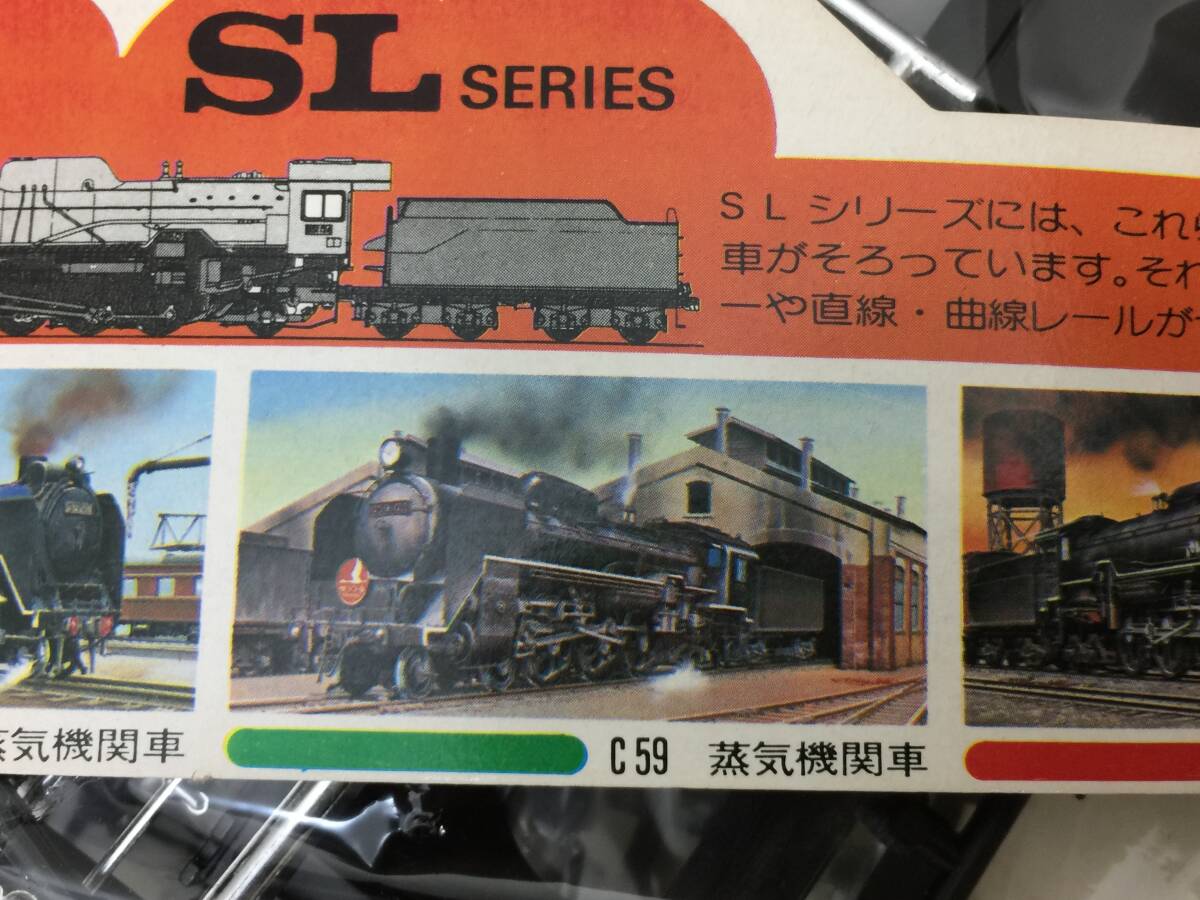 SL SERIES
SLシリーズには、これら
車がそろっています。それ
ーや直線・曲線レールが
蒸気機関車
C59 蒸気機関車